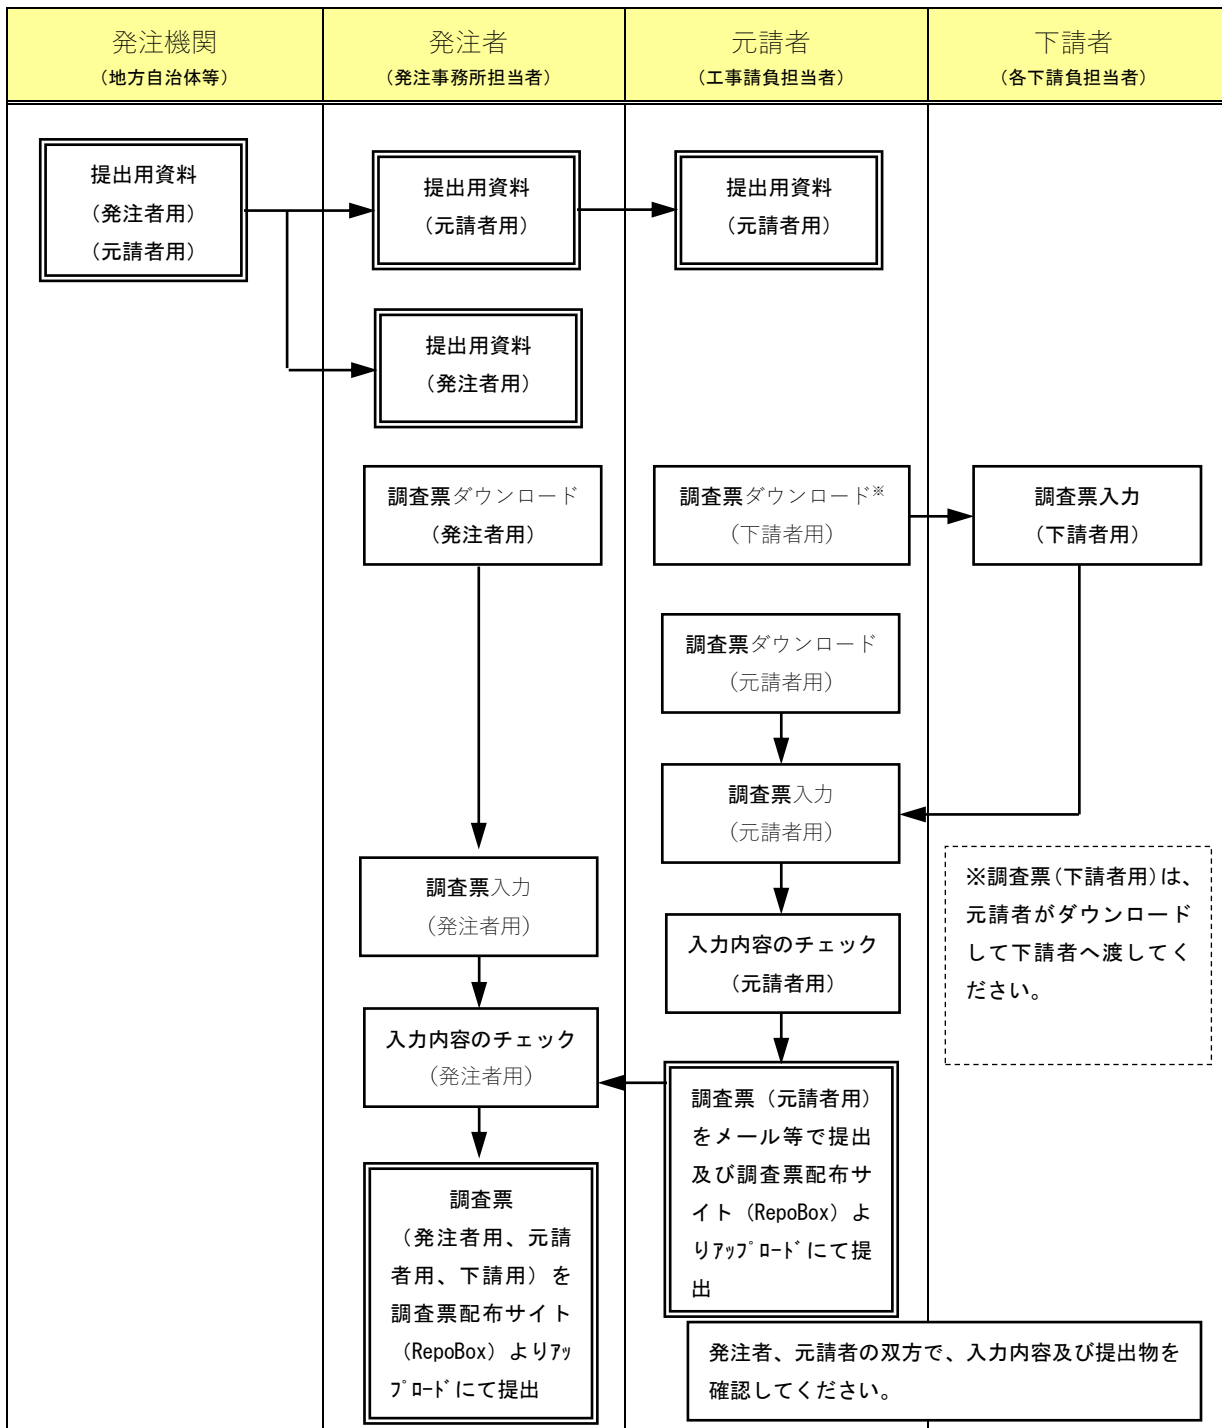 発注機関
（地方自治体等）
発注者
（発注事務所担当者）
元請者
（工事請負担当者）
下請者
（各下請負担当者）
提出用資料
（発注者用）
（元請者用）
提出用資料
（元請者用）
提出用資料
（元請者用）
提出用資料
（発注者用）
調査票ダウンロード
（発注者用）
調査票ダウンロード※
（下請者用）
調査票入力
（下請者用）
調査票ダウンロード
（元請者用）
調査票入力
（元請者用）
※調査票（下請者用）は、
元請者がダウンロード
して下請者へ渡してく
ださい。
調査票入力
（発注者用）
入力内容のチェック
（元請者用）
入力内容のチェック
（発注者用）
調査票（元請者用）
をメール等で提出
及び調査票配布サ
イト（RepoBox）よ
りｱｯﾌﾟﾛｰﾄﾞにて提
出
調査票
（発注者用、元請
者用、下請用）を
調査票配布サイト
（RepoBox）よりｱｯ
ﾌﾟﾛｰﾄﾞにて提出
発注者、元請者の双方で、入力内容及び提出物を
確認してください。